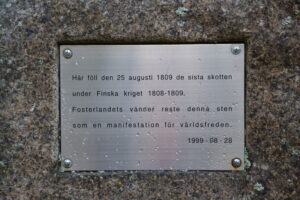 Här föll den 25 augusti 1809 de sista skotten
under Finska kriget 1808-1809.
Fosterlandets vänner reste denna sten
som en manifestation för världsfreden.
1999 - 08 - 28